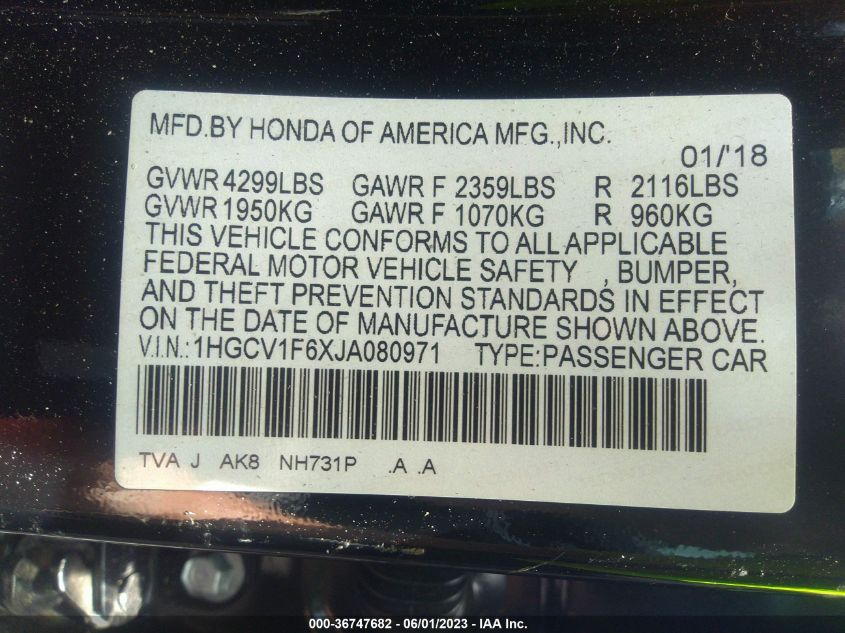 MFD.BY HONDA OF AMERICA MFG.,INC.
01/'18
GVWR 4299LBS GAWR F 2359LBS R 2116LBS
GVWR 1950KG GAWR F 1070KG R 960KG
THIS VEHICLE CONFORMS TO ALL APPLICABLE
FEDERAL MOTOR VEHICLE SAFETY , BUMPER,
AND THEFT PREVENTION STANDARDS IN EFFECT
ON THE DATE OF MANUFACTURE SHOWN ABOVE.
V.I.N.:1HGCV1F6XJA080971 TYPE:PASSENGER CAR
TVA J AK8 NH731P .A .A
000-36747682 - 06/01/2023 - IAA Inc.